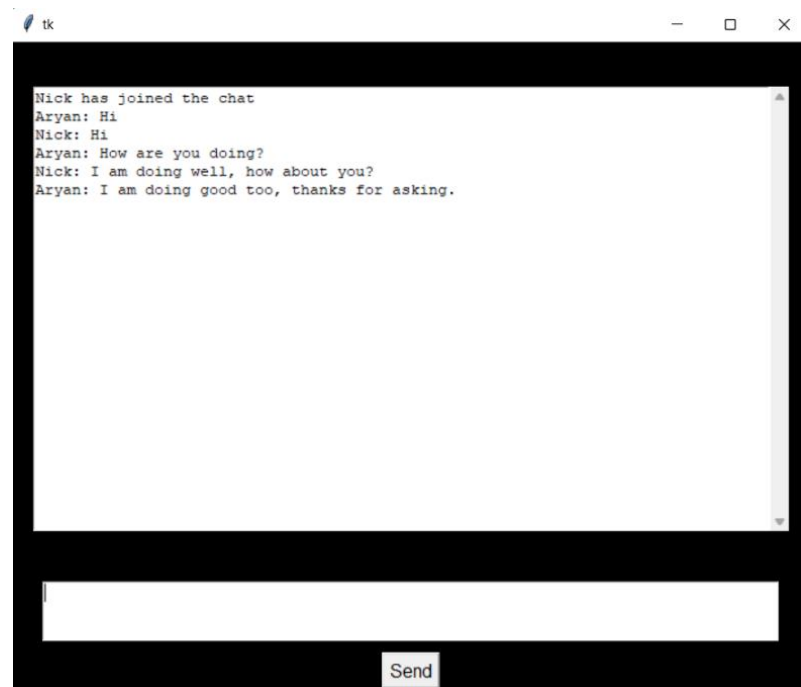 tk
Nick has joined the chat
Aryan: Hi
Nick: Hi
Aryan: How are you doing?
Nick: I am doing well, how about you?
Aryan: I am doing good too, thanks for asking.
Send